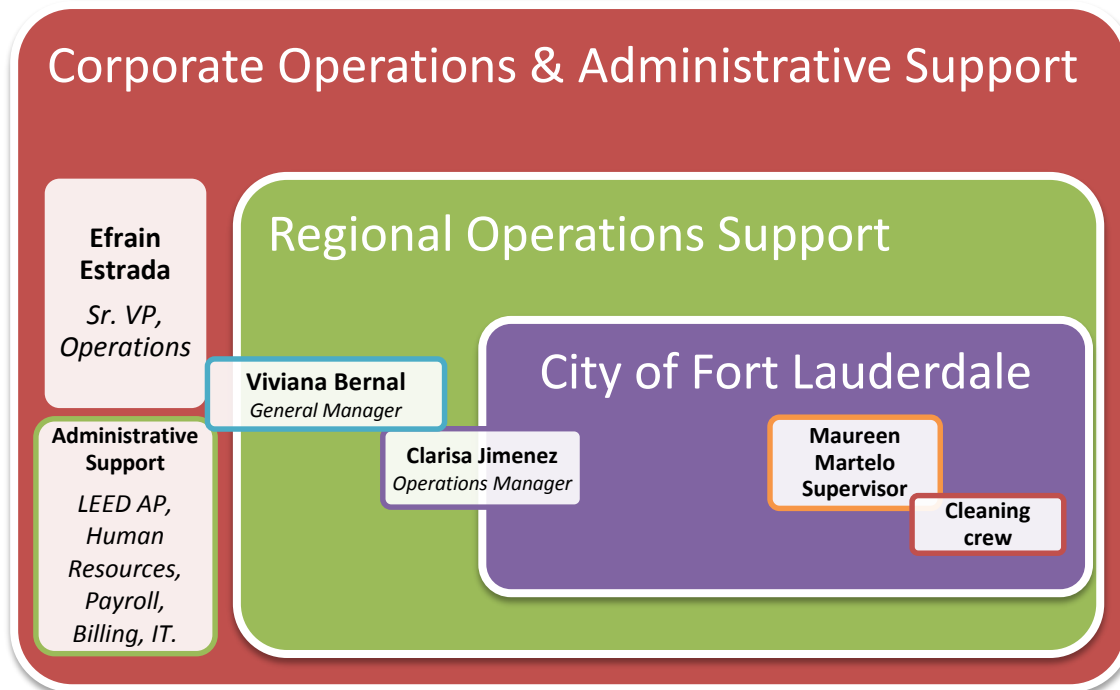 Corporate Operations & Administrative Support
Efrain
Estrada
Sr. VP,
Operations
Administrative
Support
LEED AP,
Human
Resources,
Payroll,
Billing, IT.
Regional Operations Support
Viviana Bernal
General Manager
Clarisa Jimenez
Operations Manager
City of Fort Lauderdale
Maureen
Martelo
Supervisor
Cleaning
crew